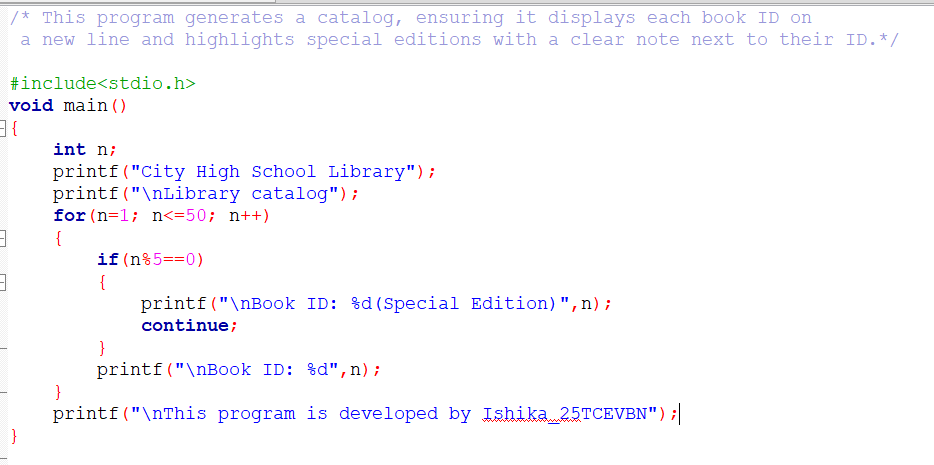 /* This program generates a catalog, ensuring it displays each book ID on
a new line and highlights special editions with a clear note next to their ID.*/
#include<stdio.h>
void main()
{
int n;
printf("City High School Library");
printf("\nLibrary catalog");
for(n=1; n<=50; n++)
{
if(n%5==0)
{
printf("\nBook ID: %d(Special Edition)",n);
continue;
}
printf("\nBook ID: %d",n);
}
printf("\nThis program is developed by Ishika_25TCEVBN");
}